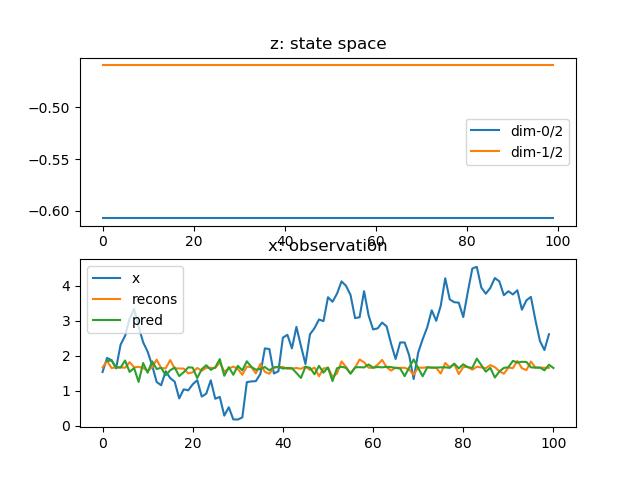 z: state space
−0.50
−0.55
−0.60
dim-0/2
dim-1/2
0 20 40 60 80 100
x: observation
4
3
2
1
0
x
recons
pred
0 20 40 60 80 100